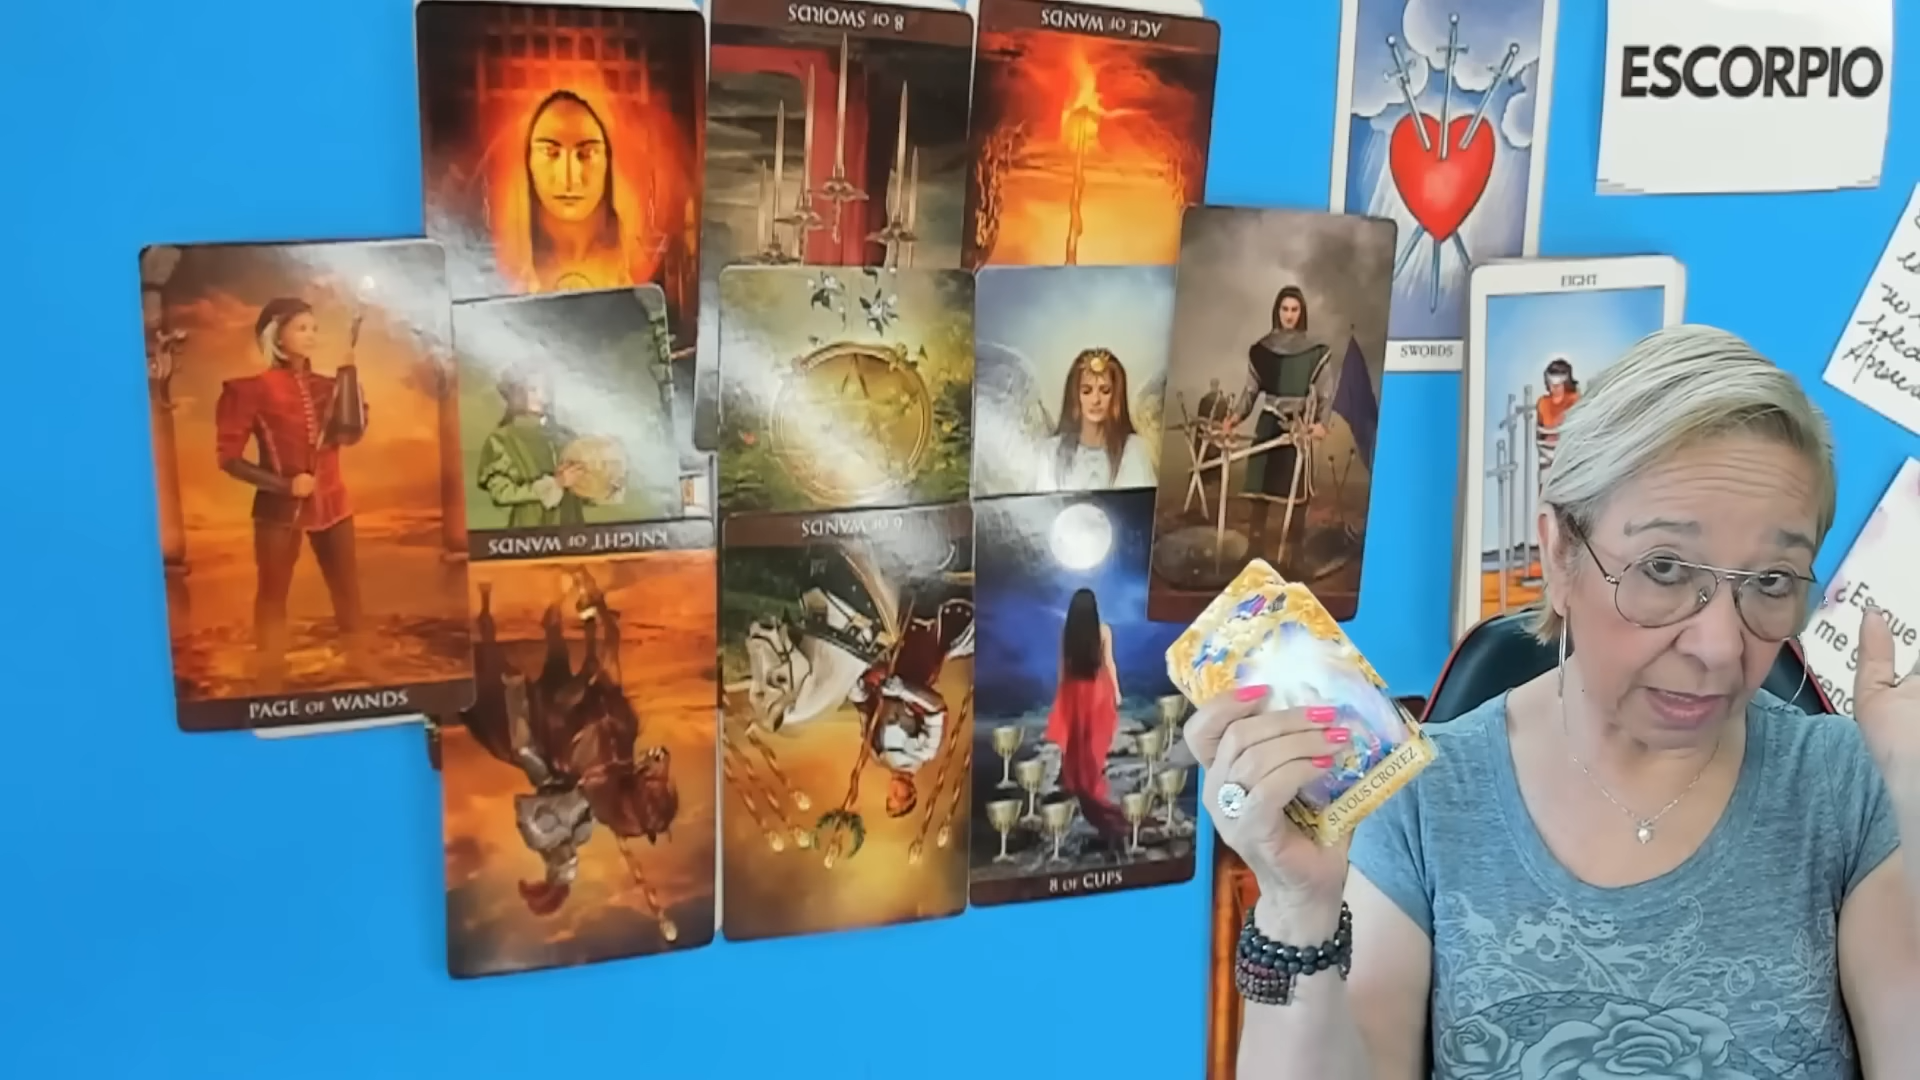 8 OF SWORDS
ACE OF WANDS
ESCORPIO
EIGHT
SWORDS
6 OF WANDS
KNIGHT OF WANDS
¿Es que
me
PAGE OF WANDS
SI VOUS CROYEZ
8 OF CUPS